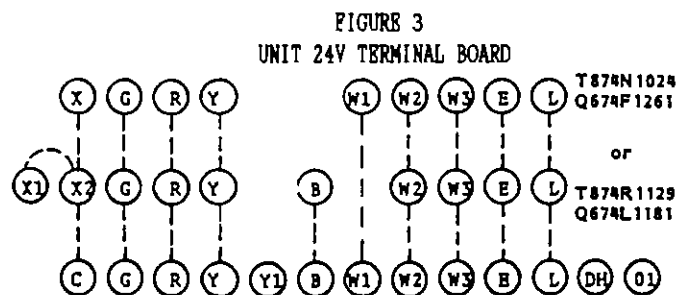 FIGURE 3
UNIT 24V TERMINAL BOARD
X G R Y W1 W2 W3 E L T874N1024
Q674F1261
or
X1 X2 G R Y B W2 W3 E L T874R1129
Q674L1181
C G R Y Y1 B W1 W2 W3 E L DH 01